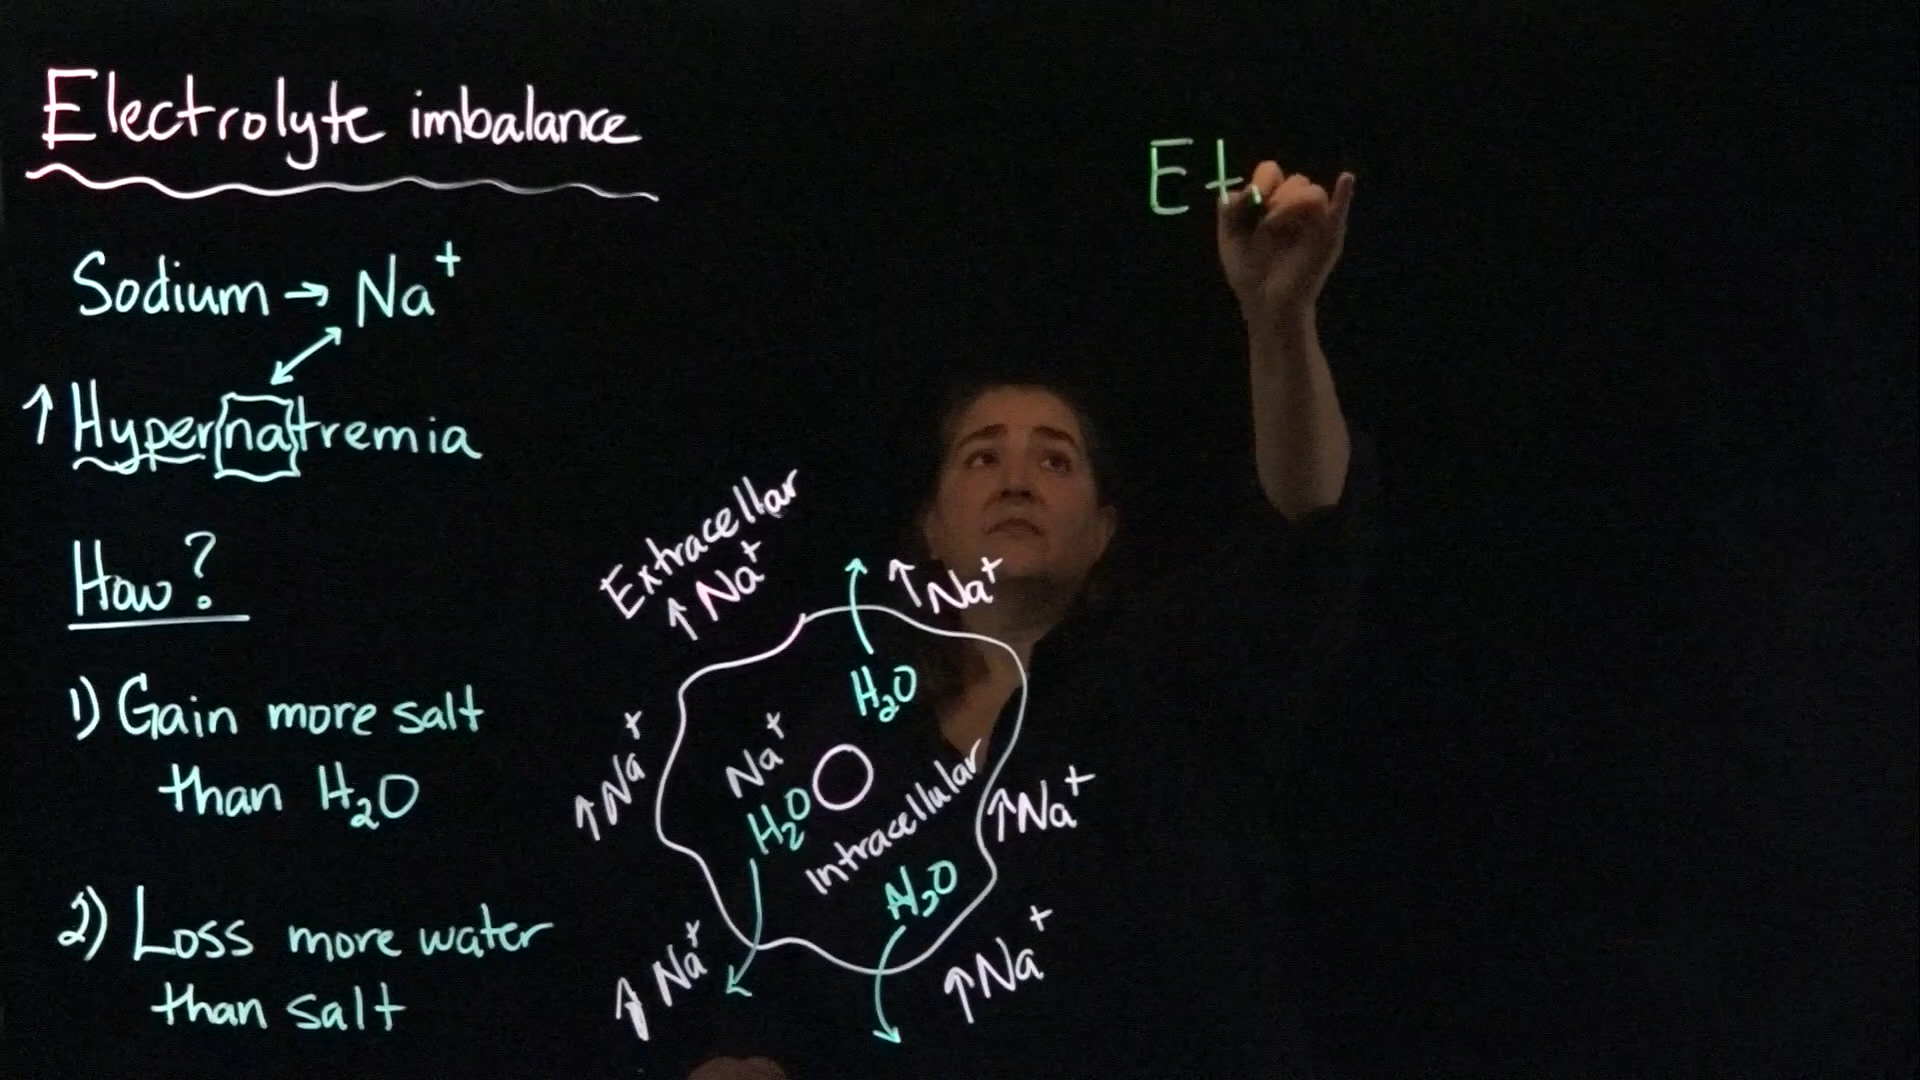 Electrolyte imbalance
Sodium → Na⁺
↑ Hypernatremia
How?
1) Gain more salt
than H₂O
2) Loss more water
than salt
Extracellar
↑ Na⁺
↑ Na⁺
H₂O
↑ Na⁺
Na⁺
H₂O
Intracellular
↑ Na⁺
H₂O
↑ Na⁺
↑ Na⁺
Et